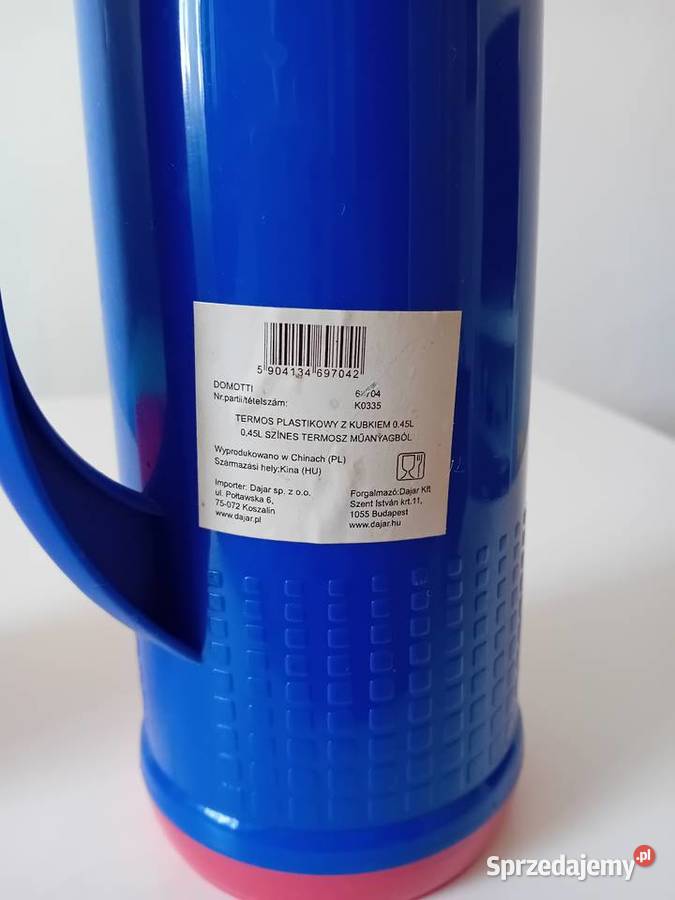 5 904134 697042
DOMOTTI
Nr.partii/tételszám: K0335
TERMOS PLASTIKOWY Z KUBKIEM 0.45L
0.45L SZÍNES TERMOSZ MŰANYAGBÓL
Wyprodukowano w Chinach (PL)
Származási hely:Kina (HU)
Importer: Dajar sp. z o.o.
ul. Połtawska 6,
75-072 Koszalin
www.dajar.pl
Forgalmazó:Dajar Kft
Szent István krt.11,
1055 Budapest
www.dajar.hu
Sprzedajemy.pl